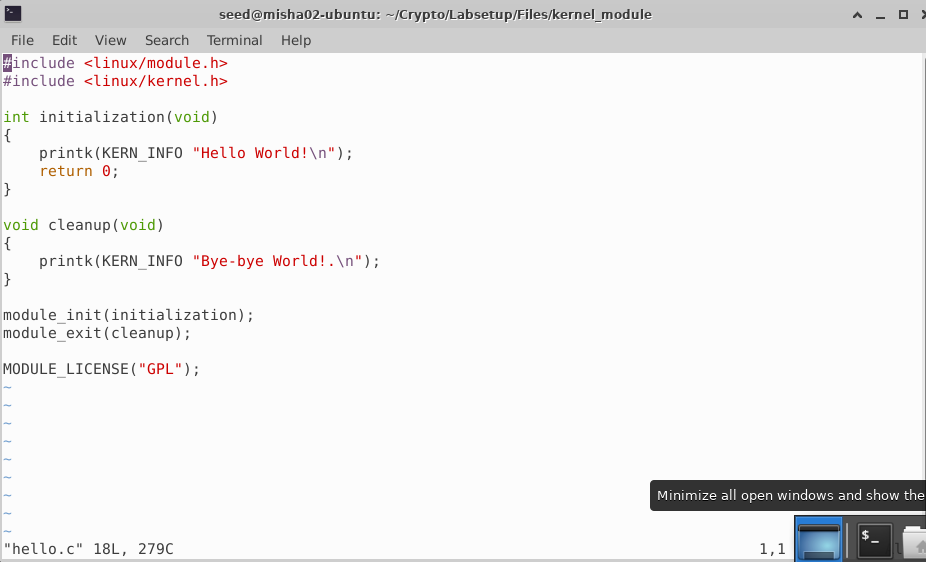 seed@misha02-ubuntu: ~/Crypto/Labsetup/Files/kernel_module
File Edit View Search Terminal Help
#include <linux/module.h>
#include <linux/kernel.h>
int initialization(void)
{
    printk(KERN_INFO "Hello World!\n");
    return 0;
}
void cleanup(void)
{
    printk(KERN_INFO "Bye-bye World!.\n");
}
module_init(initialization);
module_exit(cleanup);
MODULE_LICENSE("GPL");
~
~
~
~
~
~
~
~
~
Minimize all open windows and show the
"hello.c" 18L, 279C 1,1
$_